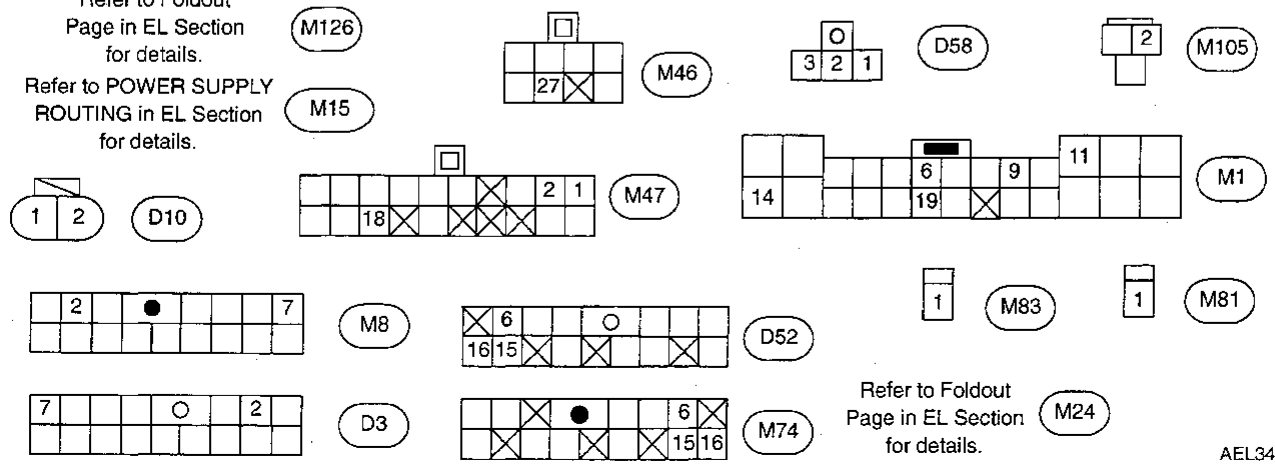 Refer to Foldout
Page in EL Section
for details.
M126
Refer to POWER SUPPLY
ROUTING in EL Section
for details.
M15
27
M46
3 2 1
D58
2
M105
1 2
D10
2 1
18
M47
11
6 9
14 19
M1
2 7
M8
6
16 15
D52
1
M83
1
M81
7 2
D3
6
15 16
M74
Refer to Foldout
Page in EL Section
for details.
M24
AEL34